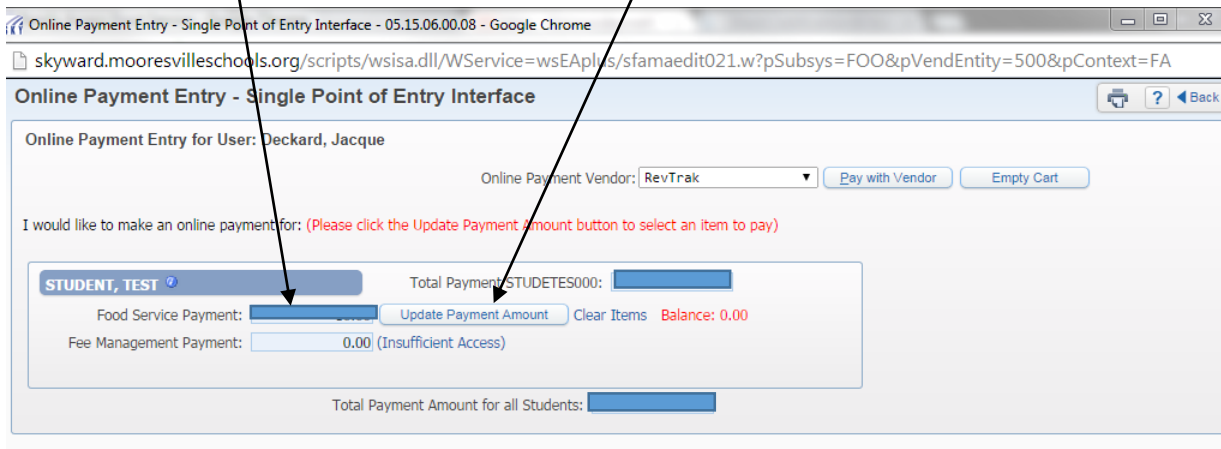 Online Payment Entry - Single Point of Entry Interface - 05.15.06.00.08 - Google Chrome
skyward.mooresvilleschools.org/scripts/wsisa.dll/WService=wsEAplus/sfamaedit021.w?pSubsys=FOO&pVendEntity=500&pContext=FA
Online Payment Entry - Single Point of Entry Interface ? Back
Online Payment Entry for User: Deckard, Jacque
Online Payment Vendor: RevTrak Pay with Vendor Empty Cart
I would like to make an online payment for: (Please click the Update Payment Amount button to select an item to pay)
STUDENT, TEST Total Payment STUDETES000:
Food Service Payment: Update Payment Amount Clear Items Balance: 0.00
Fee Management Payment: 0.00 (Insufficient Access)
Total Payment Amount for all Students: